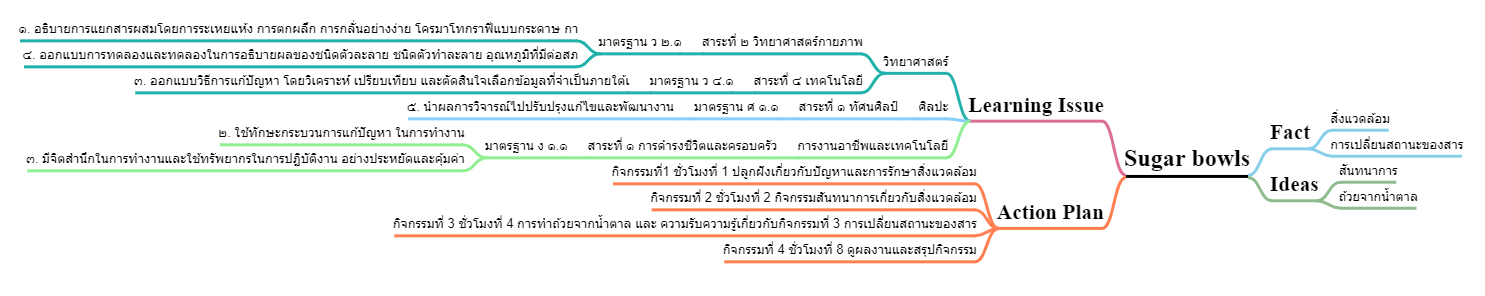 Sugar bowls
Learning Issue
วิทยาศาสตร์
สาระที่ ๒ วิทยาศาสตร์กายภาพ
มาตรฐาน ว ๒.๑
๑. อธิบายการแยกสารผสมโดยการระเหยแห้ง การตกผลึก การกลั่นอย่างง่าย โครมาโทกราฟีแบบกระดาษ กา
๔. ออกแบบการทดลองและทดลองในการอธิบายผลของชนิดตัวละลาย ชนิดตัวทำละลาย อุณหภูมิที่มีต่อสภ
สาระที่ ๔ เทคโนโลยี
มาตรฐาน ว ๔.๑
๓. ออกแบบวิธีการแก้ปัญหา โดยวิเคราะห์ เปรียบเทียบ และตัดสินใจเลือกข้อมูลที่จำเป็นภายใต้เ
ศิลปะ
สาระที่ ๑ ทัศนศิลป์
มาตรฐาน ศ ๑.๑
๕. นำผลการวิจารณ์ไปปรับปรุงแก้ไขและพัฒนางาน
การงานอาชีพและเทคโนโลยี
สาระที่ ๑ การดำรงชีวิตและครอบครัว
มาตรฐาน ง ๑.๑
๒. ใช้ทักษะกระบวนการแก้ปัญหา ในการทำงาน
๓. มีจิตสำนึกในการทำงานและใช้ทรัพยากรในการปฏิบัติงาน อย่างประหยัดและคุ้มค่า
Action Plan
กิจกรรมที่1 ชั่วโมงที่ 1 ปลูกฝังเกี่ยวกับปัญหาและการรักษาสิ่งแวดล้อม
กิจกรรมที่ 2 ชั่วโมงที่ 2 กิจกรรมสันทนาการเกี่ยวกับสิ่งแวดล้อม
กิจกรรมที่ 3 ชั่วโมงที่ 4 การทำถ้วยจากน้ำตาล และ ความรับความรู้เกี่ยวกับกิจกรรมที่ 3 การเปลี่ยนสถานะของสาร
กิจกรรมที่ 4 ชั่วโมงที่ 8 ดูผลงานและสรุปกิจกรรม
Fact
สิ่งแวดล้อม
การเปลี่ยนสถานะของสาร
Ideas
สันทนาการ
ถ้วยจากน้ำตาล